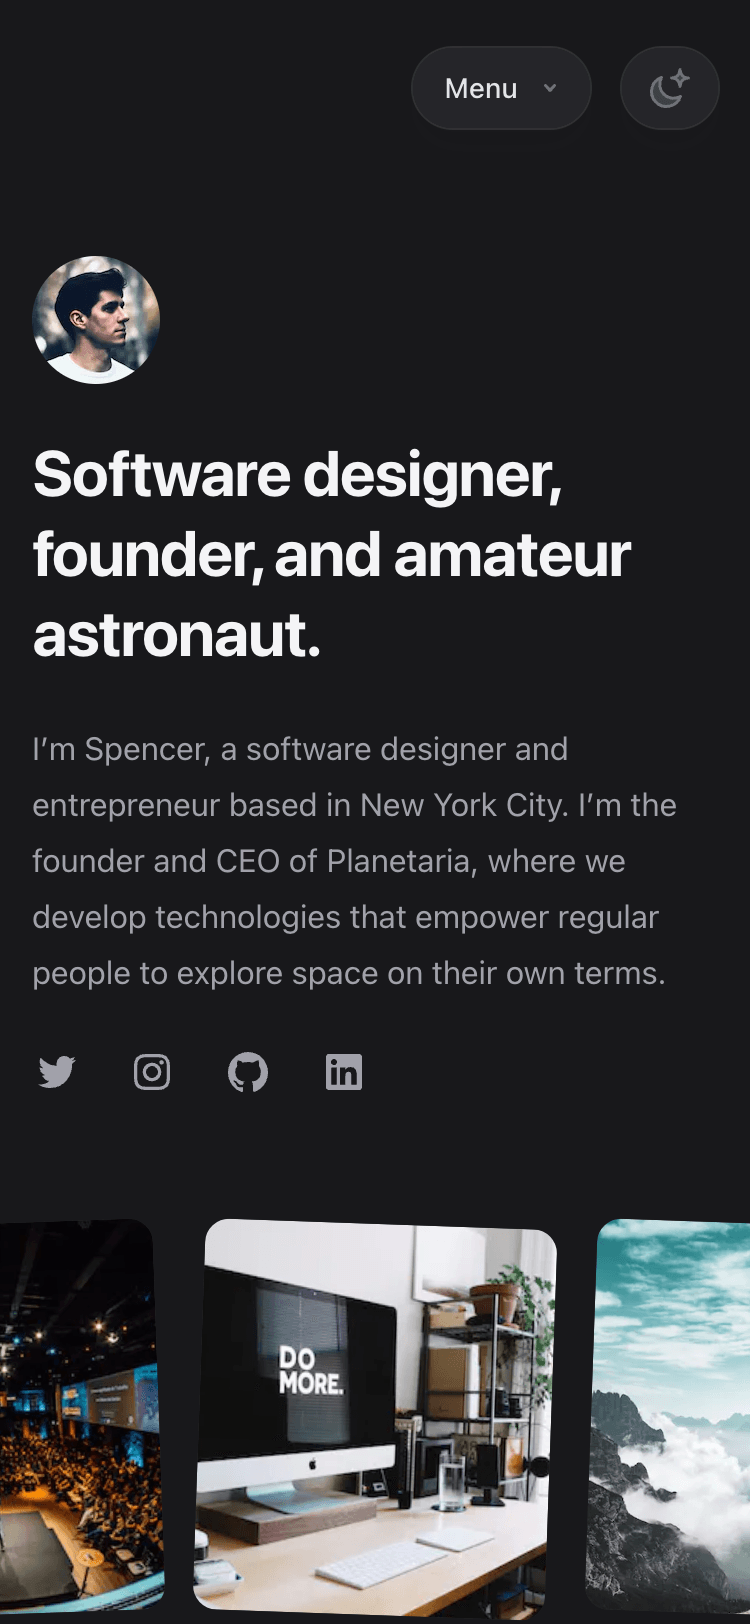 Menu
Software designer,
founder, and amateur
astronaut.
I’m Spencer, a software designer and
entrepreneur based in New York City. I’m the
founder and CEO of Planetaria, where we
develop technologies that empower regular
people to explore space on their own terms.
in
DO
MORE.